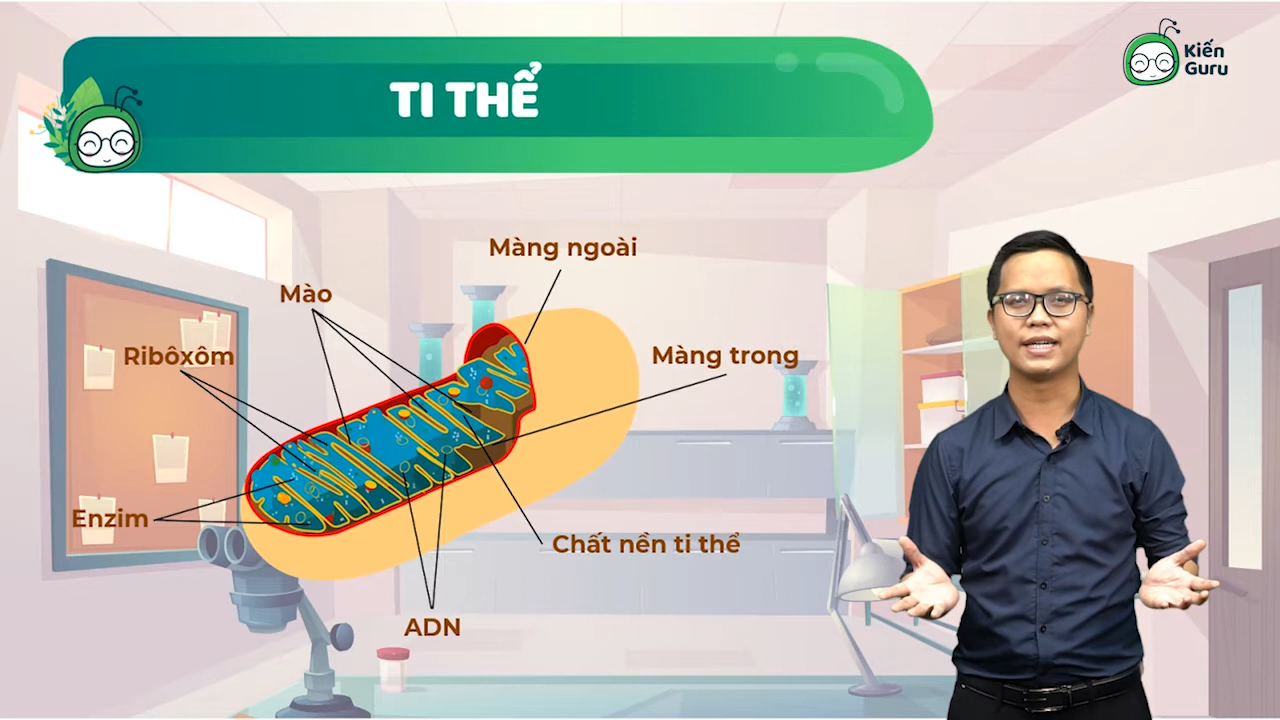 TI THỂ
Kiến
Guru
Màng ngoài
Mào
Ribôxôm
Màng trong
Enzim
Chất nền ti thể
ADN